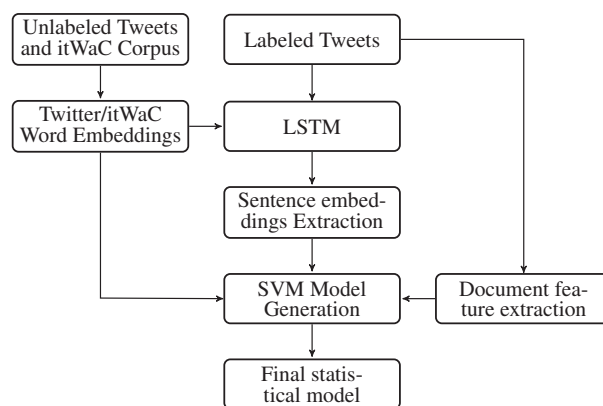 Unlabeled Tweets
and itWaC Corpus
Labeled Tweets
Twitter/itWaC
Word Embeddings
LSTM
Sentence embed-
dings Extraction
SVM Model
Generation
Document fea-
ture extraction
Final statis-
tical model